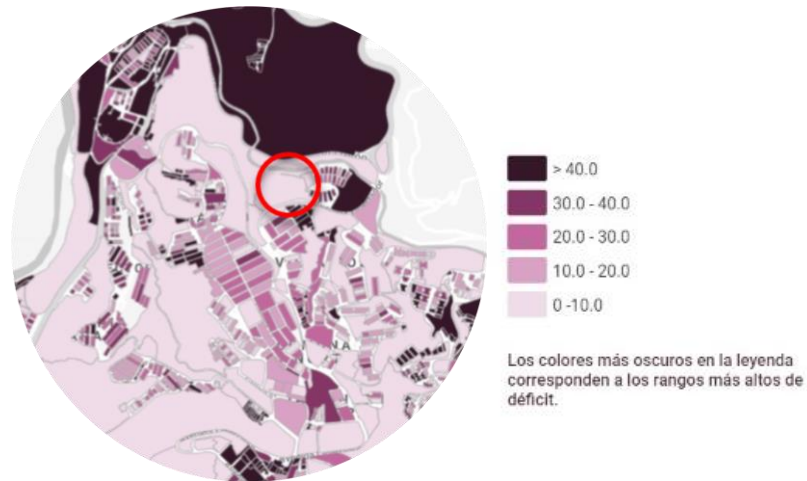 > 40.0
30.0 - 40.0
20.0 - 30.0
10.0 - 20.0
0 -10.0
Los colores más oscuros en la leyenda
corresponden a los rangos más altos de
déficit.